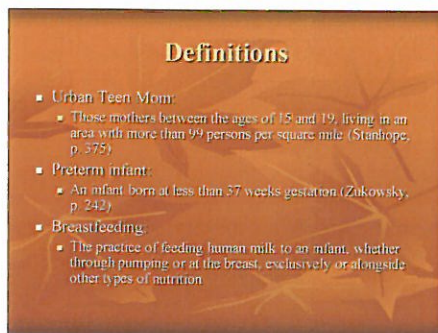 Definitions
Urban Teen Mom:
Those mothers between the ages of 15 and 19, living in an
area with more than 99 persons per square mile (Stanhope,
p. 375)
Preterm infant:
An infant born at less than 37 weeks gestation (Zukowsky,
p. 242)
Breastfeeding:
The practice of feeding human milk to an infant, whether
through pumping or at the breast, exclusively or alongside
other types of nutrition